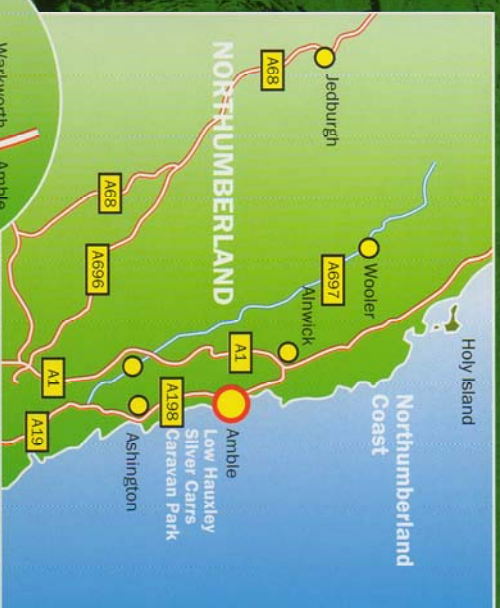 Jedburgh
A68
NORTHUMBERLAND
A68
A696
Wooler
A697
Alnwick
A1
A1
A198
A19
Ashington
Amble
Low Hauxley
Silver Carrs
Caravan Park
Northumberland
Coast
Holy Island
Warkworth
Amble